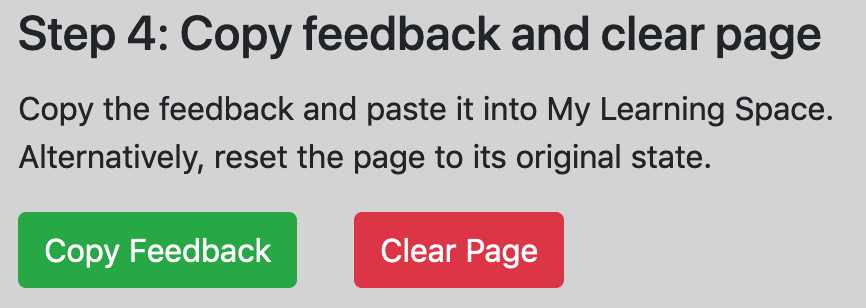 Step 4: Copy feedback and clear page
Copy the feedback and paste it into My Learning Space.
Alternatively, reset the page to its original state.
Copy Feedback
Clear Page